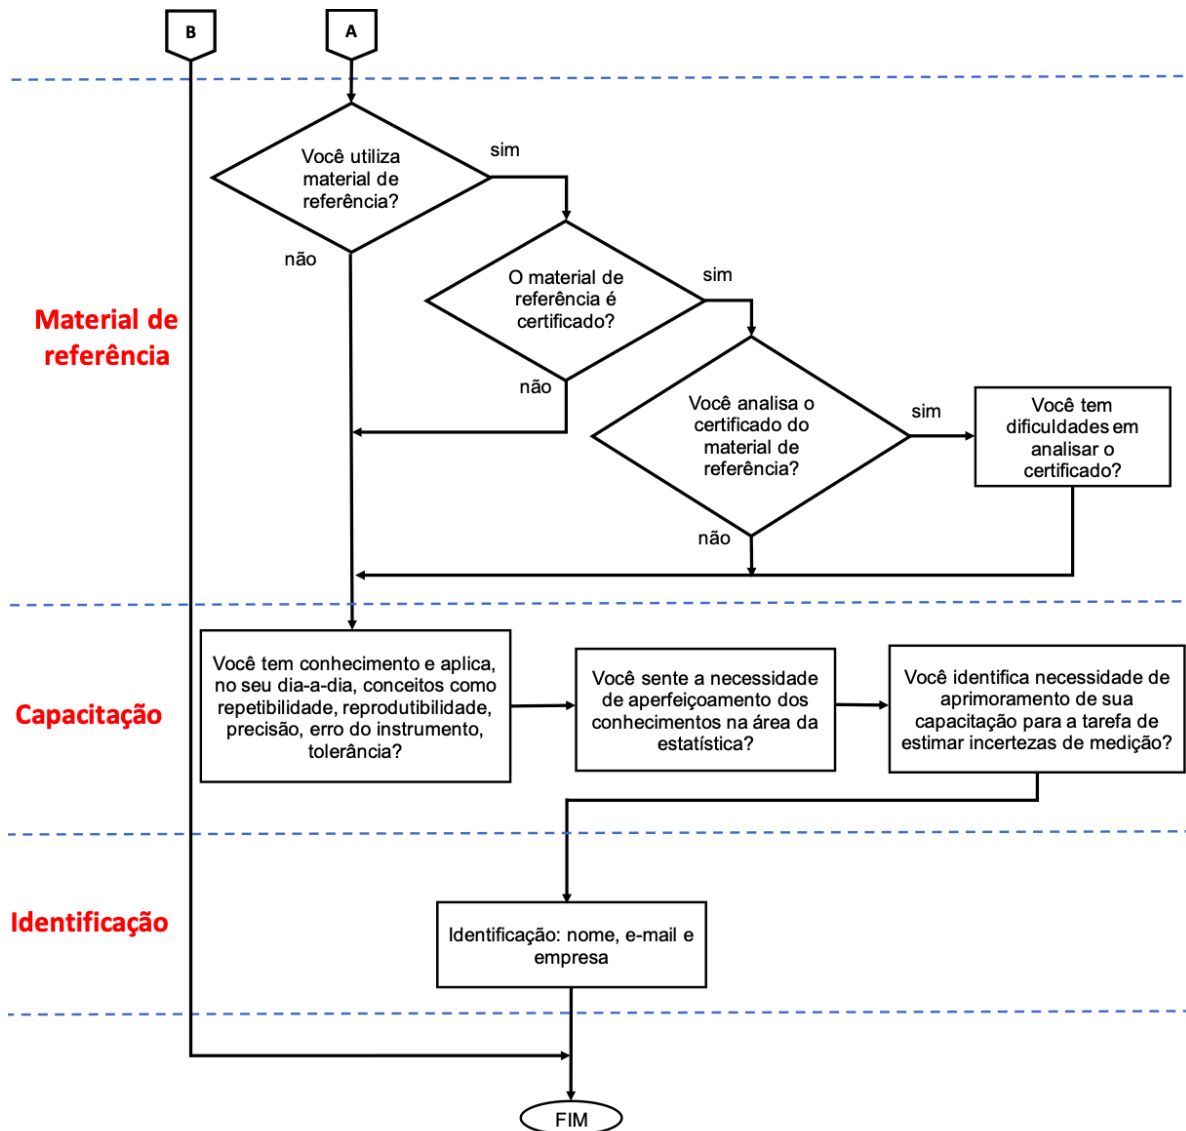 B
A
Você utiliza
material de
referência?
sim
não
O material de
referência é
certificado?
sim
não
Material de
referência
Você analisa o
certificado do
material de
referência?
sim
não
Você tem
dificuldades em
analisar o
certificado?
Capacitação
Você tem conhecimento e aplica,
no seu dia-a-dia, conceitos como
repetibilidade, reprodutibilidade,
precisão, erro do instrumento,
tolerância?
Você sente a necessidade
de aperfeiçoamento dos
conhecimentos na área da
estatística?
Você identifica necessidade de
aprimoramento de sua
capacitação para a tarefa de
estimar incertezas de medição?
Identificação
Identificação: nome, e-mail e
empresa
FIM